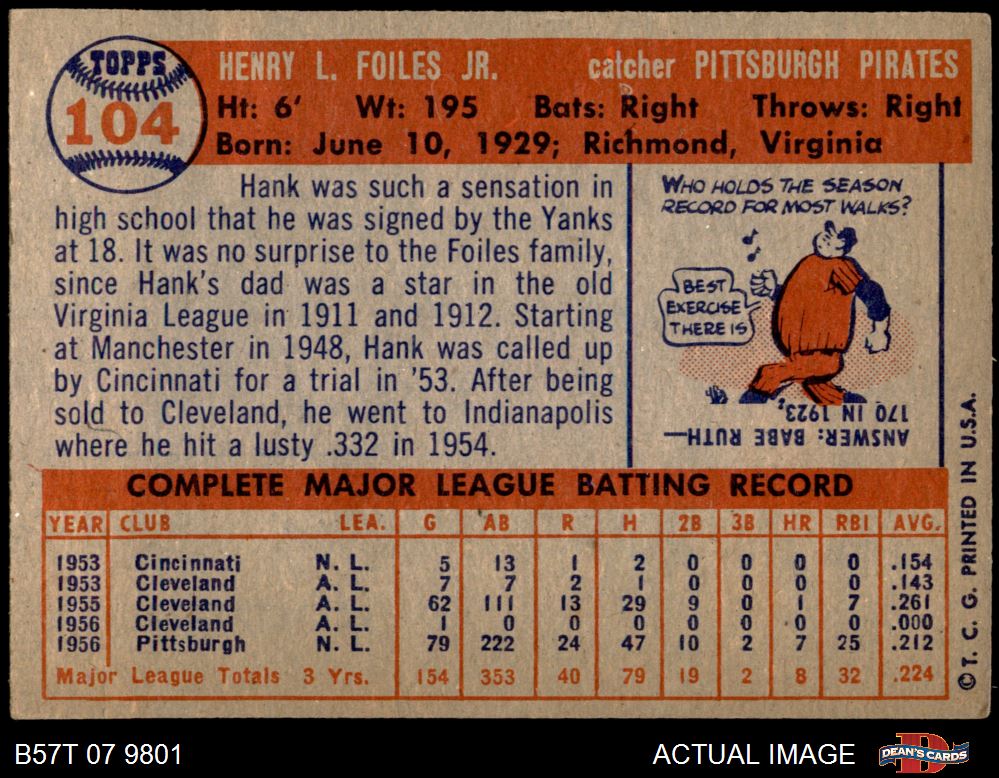 TOPPS
104
HENRY L. FOILES JR. catcher PITTSBURGH PIRATES
Ht: 6' Wt: 195 Bats: Right Throws: Right
Born: June 10, 1929; Richmond, Virginia
Hank was such a sensation in
high school that he was signed by the Yanks
at 18. It was no surprise to the Foiles family,
since Hank's dad was a star in the old
Virginia League in 1911 and 1912. Starting
at Manchester in 1948, Hank was called up
by Cincinnati for a trial in '53. After being
sold to Cleveland, he went to Indianapolis
where he hit a lusty .332 in 1954.
WHO HOLDS THE SEASON
RECORD FOR MOST WALKS?
BEST
EXERCISE
THERE IS
ANSWER: BABE RUTH—
170 IN 1923,
COMPLETE MAJOR LEAGUE BATTING RECORD
YEAR CLUB LEA. G AB R H 2B 3B HR RBI AVG.
1953 Cincinnati N. L. 5 13 1 2 0 0 0 0 .154
1953 Cleveland A. L. 7 7 2 1 0 0 0 0 .143
1955 Cleveland A. L. 62 111 13 29 9 0 1 7 .261
1956 Cleveland A. L. 1 0 0 0 0 0 0 0 .000
1956 Pittsburgh N. L. 79 222 24 47 10 2 7 25 .212
Major League Totals 3 Yrs. 154 353 40 79 19 2 8 32 .224
© T. C. G. PRINTED IN U.S.A.
B57T 07 9801 ACTUAL IMAGE
D
DEAN'S CARDS